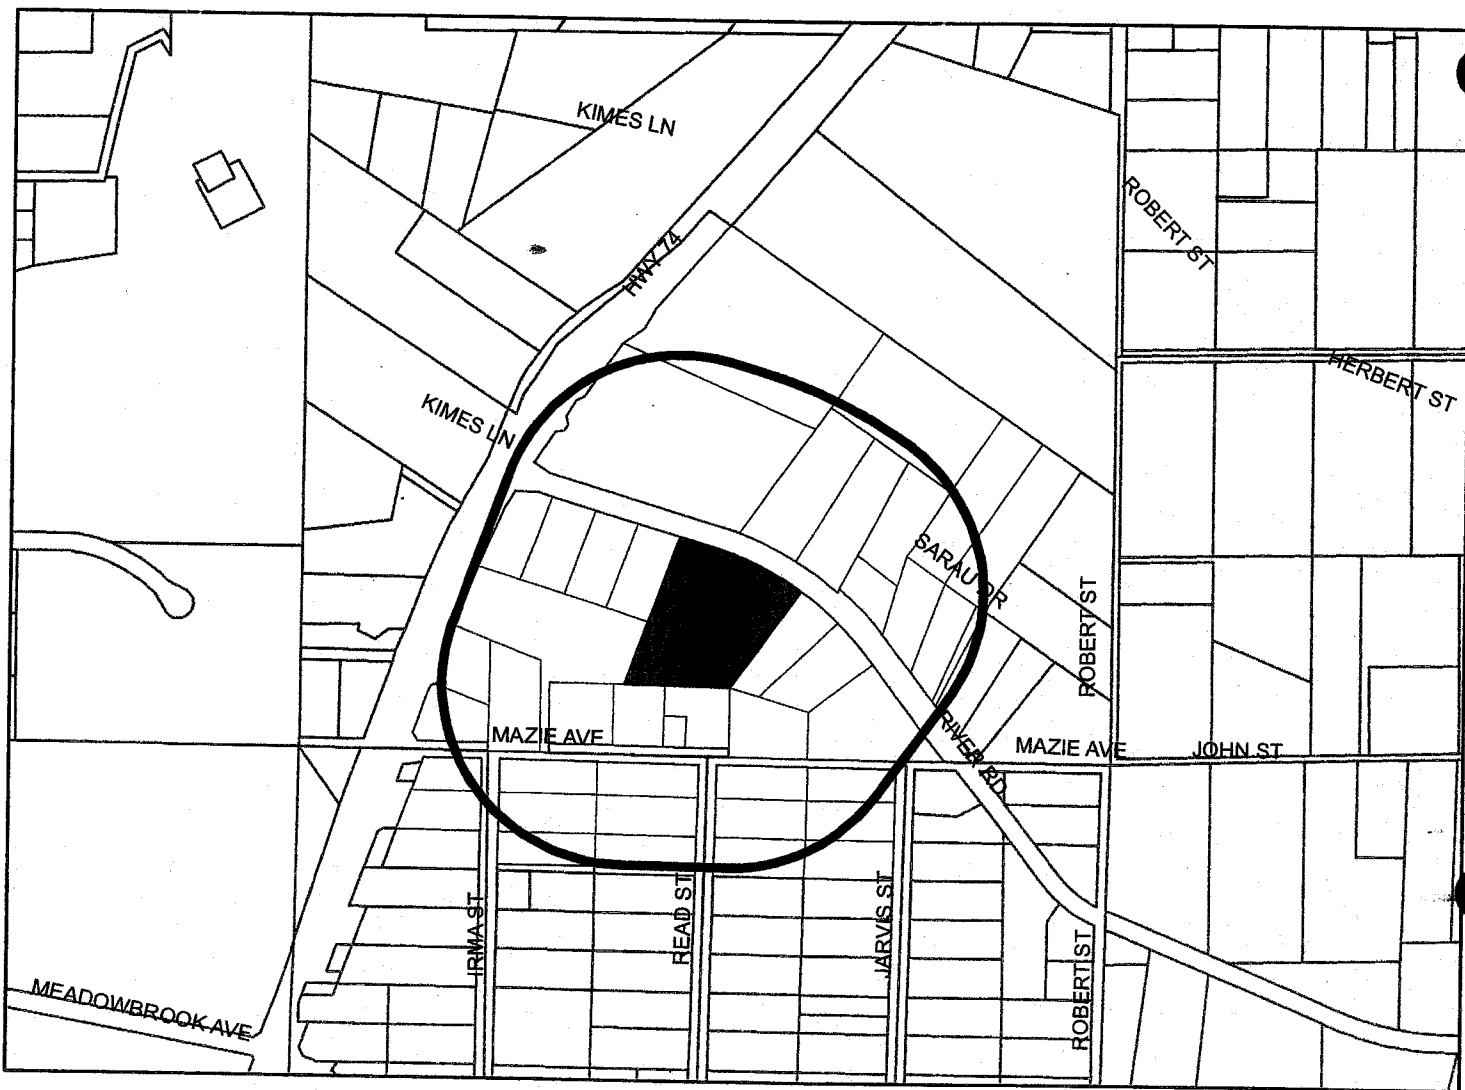 KIMES LN
ROBERT ST
HWY 74
HERBERT ST
KIMES LN
SARAU DR
ROBERT ST
RIVER RD
MAZIE AVE
MAZIE AVE
JOHN ST
IRMA ST
READ ST
JARVIS ST
ROBERT ST
MEADOWBROOK AVE